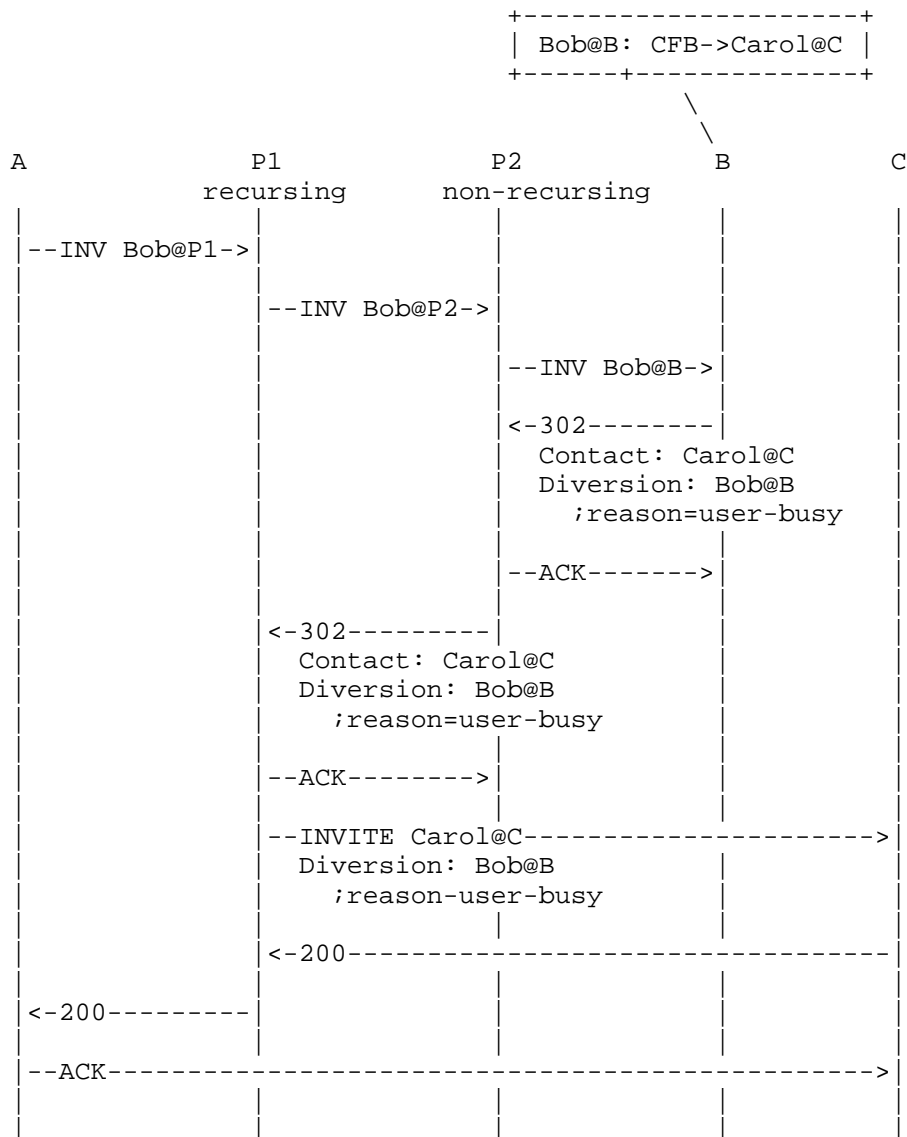 Bob@B: CFB->Carol@C
A P1 P2 B C
recursing non-recursing
--INV Bob@P1->
--INV Bob@P2->
--INV Bob@B->
<-302--------
Contact: Carol@C
Diversion: Bob@B
;reason=user-busy
--ACK------->
<-302---------
Contact: Carol@C
Diversion: Bob@B
;reason=user-busy
--ACK-------->
--INVITE Carol@C--------------------->
Diversion: Bob@B
;reason-user-busy
<-200---------------------------------
<-200---------
--ACK-------------------------------------------------->